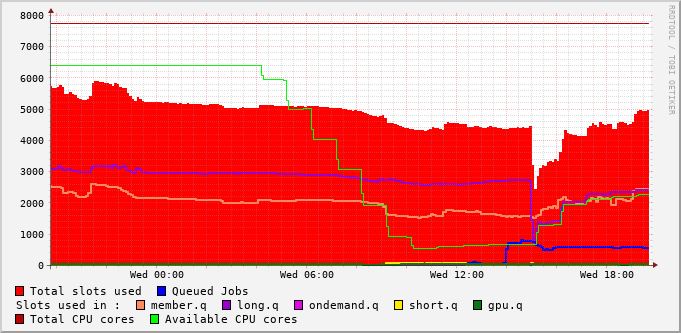 8000
7000
6000
5000
4000
3000
2000
1000
0
Wed 00:00 Wed 06:00 Wed 12:00 Wed 18:00
RRDTOOL / TOBI OETIKER
Total slots used Queued Jobs
Slots used in : member.q long.q ondemand.q short.q gpu.q
Total CPU cores Available CPU cores